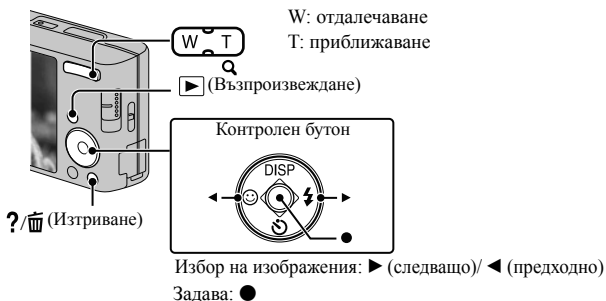 W: отдалечаване
W T
T: приближаване
▶ (Възпроизвеждане)
Контролен бутон
DISP
?/ (Изтриване)
Избор на изображения: ▶ (следващо)/ ◀ (предходно)
Задава: ●